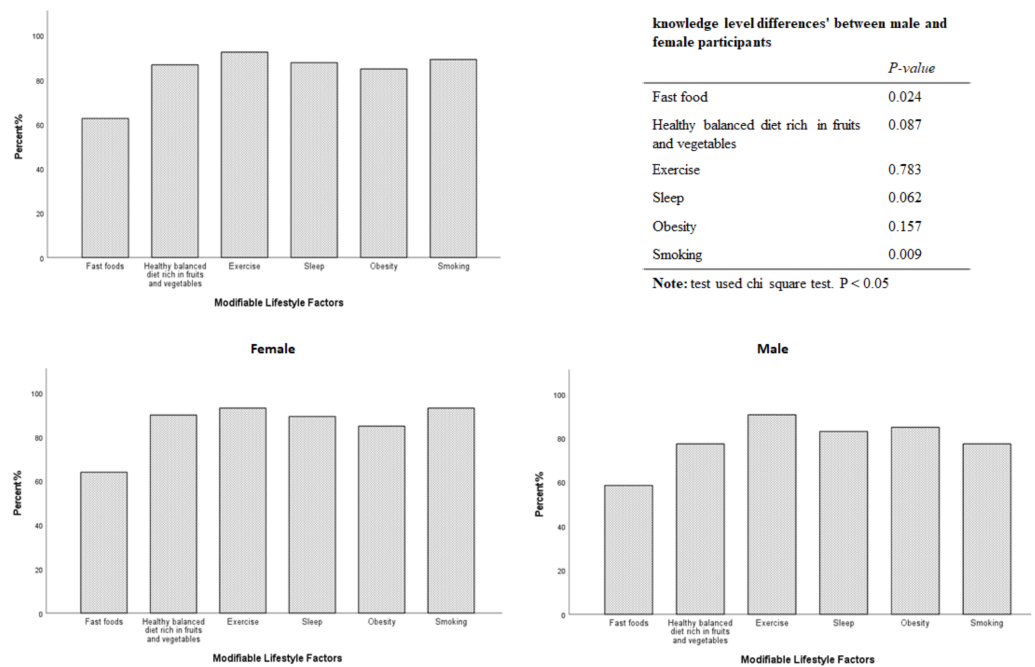 100
80
60
40
20
0
Percent%
Fast foods
Healthy balanced
diet rich in fruits
and vegetables
Exercise
Sleep
Obesity
Smoking
Modifiable Lifestyle Factors
knowledge level differences' between male and
female participants
P-value
Fast food 0.024
Healthy balanced diet rich in fruits 0.087
and vegetables
Exercise 0.783
Sleep 0.062
Obesity 0.157
Smoking 0.009
Note: test used chi square test. P < 0.05
Female
100
80
60
40
20
0
Percent%
Fast foods
Healthy balanced
diet rich in fruits
and vegetables
Exercise
Sleep
Obesity
Smoking
Modifiable Lifestyle Factors
Male
100
80
60
40
20
0
Percent%
Fast foods
Healthy balanced
diet rich in fruits
and vegetables
Exercise
Sleep
Obesity
Smoking
Modifiable Lifestyle Factors